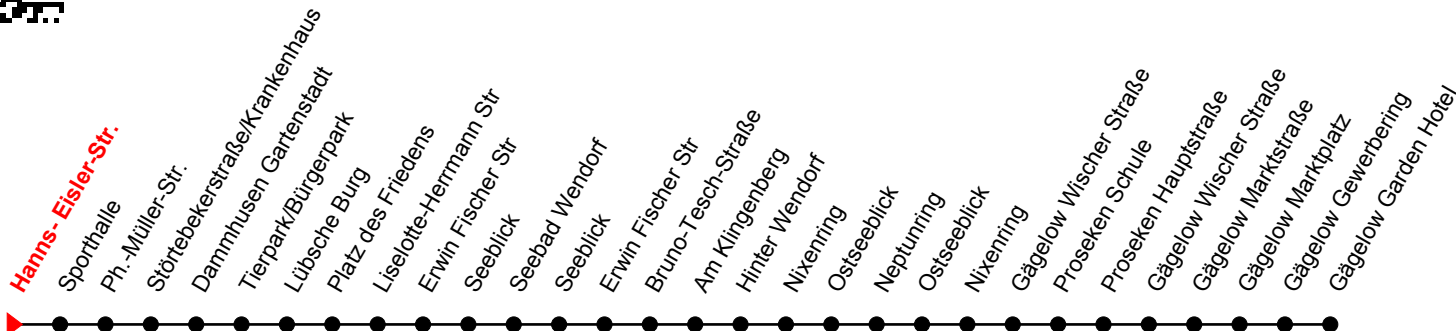 Hanns- Eisler-Str.
Sporthalle
Ph.-Müller-Str.
Störtebekerstraße/Krankenhaus
Dammhusen Gartenstadt
Tierpark/Bürgerpark
Lübsche Burg
Platz des Friedens
Liselotte-Herrmann Str
Erwin Fischer Str
Seeblick
Seebad Wendorf
Seeblick
Erwin Fischer Str
Bruno-Tesch-Straße
Am Klingenberg
Hinter Wendorf
Nixenring
Ostseeblick
Neptunring
Ostseeblick
Nixenring
Gägelow Wischer Straße
Proseken Schule
Proseken Hauptstraße
Gägelow Wischer Straße
Gägelow Marktstraße
Gägelow Marktplatz
Gägelow Gewerbering
Gägelow Garden Hotel